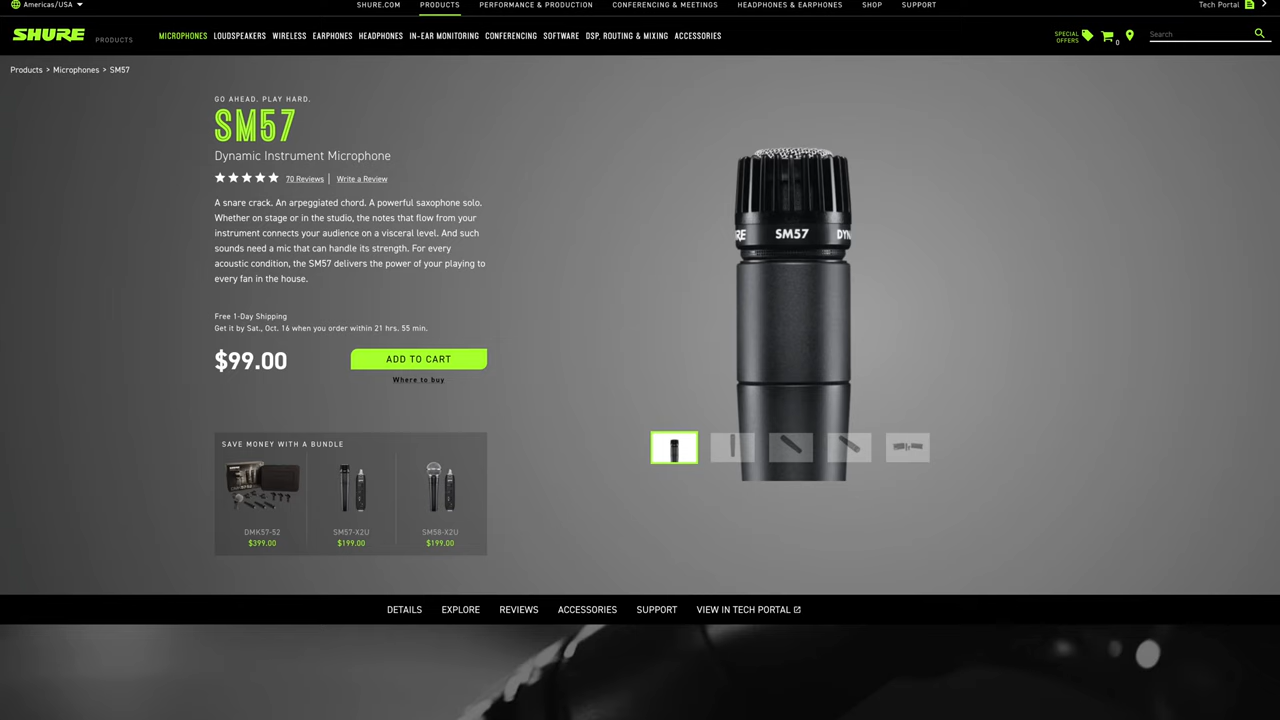 Americas/USA
SHURE.COM PRODUCTS PERFORMANCE & PRODUCTION CONFERENCING & MEETINGS HEADPHONES & EARPHONES SHOP SUPPORT
Tech Portal
SHURE PRODUCTS
MICROPHONES LOUDSPEAKERS WIRELESS EARPHONES HEADPHONES IN-EAR MONITORING CONFERENCING SOFTWARE DSP, ROUTING & MIXING ACCESSORIES
SPECIAL
OFFERS
0
Search
Products > Microphones > SM57
GO AHEAD. PLAY HARD.
SM57
Dynamic Instrument Microphone
70 Reviews | Write a Review
A snare crack. An arpeggiated chord. A powerful saxophone solo.
Whether on stage or in the studio, the notes that flow from your
instrument connects your audience on a visceral level. And such
sounds need a mic that can handle its strength. For every
acoustic condition, the SM57 delivers the power of your playing to
every fan in the house.
Free 1-Day Shipping
Get it by Sat., Oct. 16 when you order within 21 hrs. 55 min.
$99.00
ADD TO CART
Where to buy
SAVE MONEY WITH A BUNDLE
DMK57-52 SM57-X2U SM58-X2U
$399.00 $199.00 $199.00
RE SM57 DYN
DETAILS EXPLORE REVIEWS ACCESSORIES SUPPORT VIEW IN TECH PORTAL